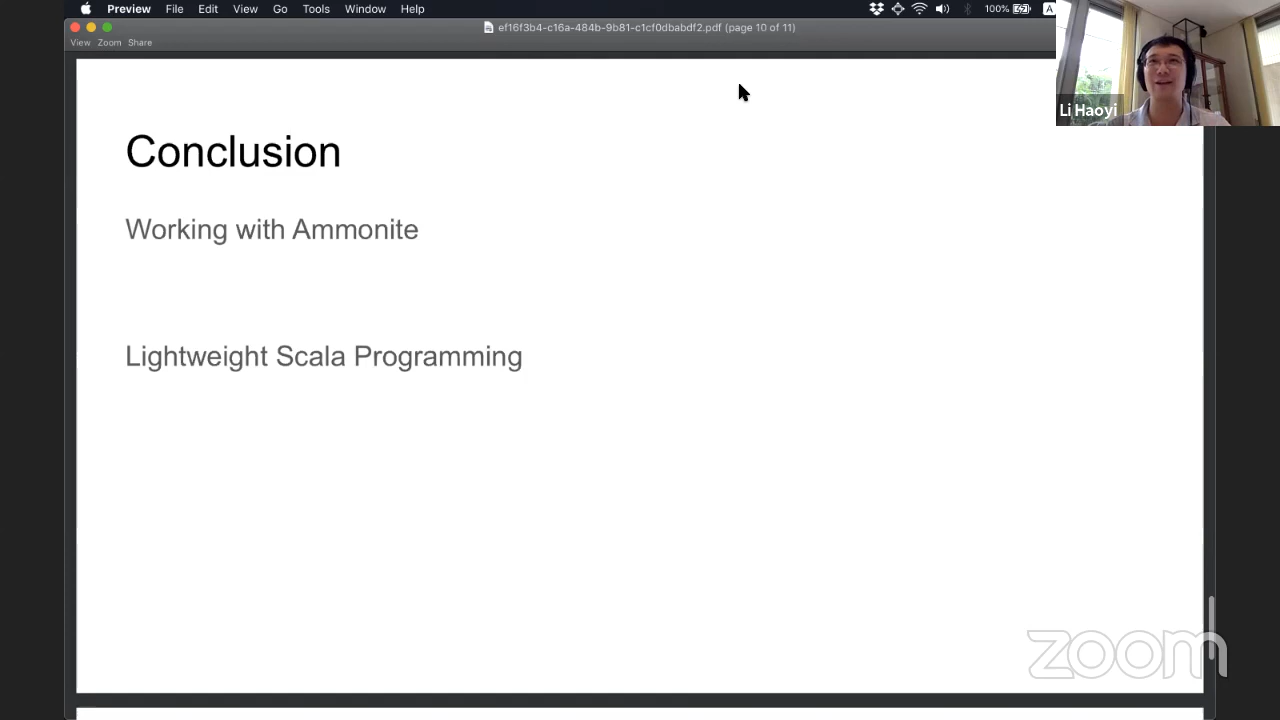 Preview File Edit View Go Tools Window Help 100% A
ef16f3b4-c16a-484b-9b81-c1cf0dbabdf2.pdf (page 10 of 11)
View Zoom Share
Li Haoyi
Conclusion
Working with Ammonite
Lightweight Scala Programming
zoom